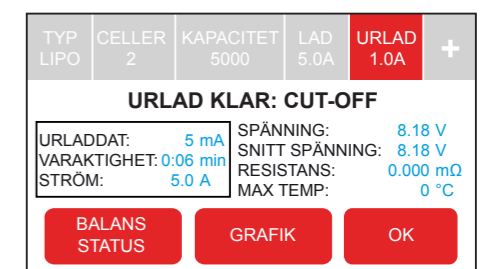 TYP CELLER KAPACITET LAD URLAD +
LIPO 2 5000 5.0A 1.0A
URLAD KLAR: CUT-OFF
URLADDAT: 5 mA
VARAKTIGHET: 0:06 min
STRÖM: 5.0 A
SPÄNNING: 8.18 V
SNITT SPÄNNING: 8.18 V
RESISTANS: 0.000 mΩ
MAX TEMP: 0 °C
BALANS
STATUS
GRAFIK
OK